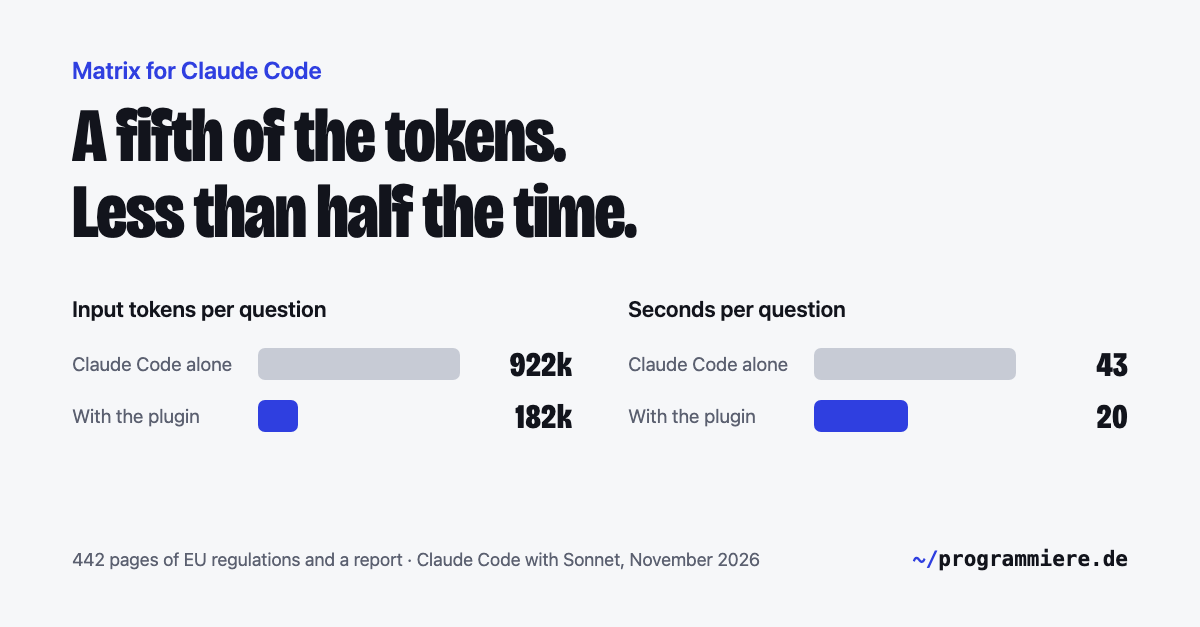 Matrix for Claude Code
A fifth of the tokens.
Less than half the time.
Input tokens per question
Claude Code alone 922k
With the plugin 182k
Seconds per question
Claude Code alone 43
With the plugin 20
442 pages of EU regulations and a report · Claude Code with Sonnet, November 2026
~/programmiere.de